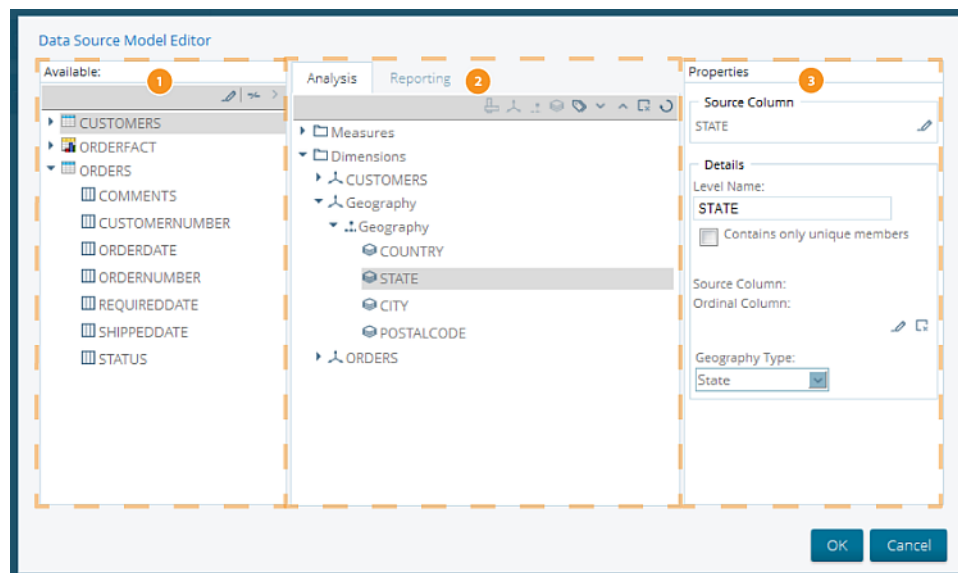 Data Source Model Editor
Available:
1
CUSTOMERS
ORDERFACT
ORDERS
COMMENTS
CUSTOMERNUMBER
ORDERDATE
ORDERNUMBER
REQUIREDDATE
SHIPPEDDATE
STATUS
Analysis
Reporting
2
Measures
Dimensions
CUSTOMERS
Geography
Geography
COUNTRY
STATE
CITY
POSTALCODE
ORDERS
Properties
3
Source Column
STATE
Details
Level Name:
STATE
Contains only unique members
Source Column:
Ordinal Column:
Geography Type:
State
OK
Cancel